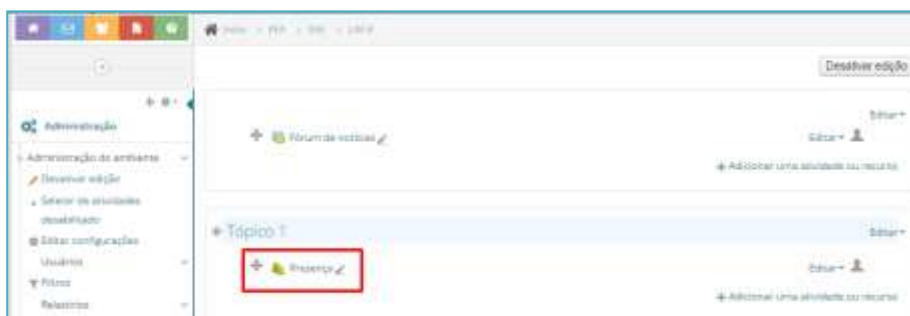 Início
Desativar edição
Administração
Editar
Fórum de notícias
Editar
Administração do ambiente
Adicionar uma atividade ou recurso
Desativar edição
Seletor de atividades
desabilitado
Tópico 1
Editar
Editar configurações
Usuários
Presença
Editar
Filtros
Adicionar uma atividade ou recurso
Relatórios